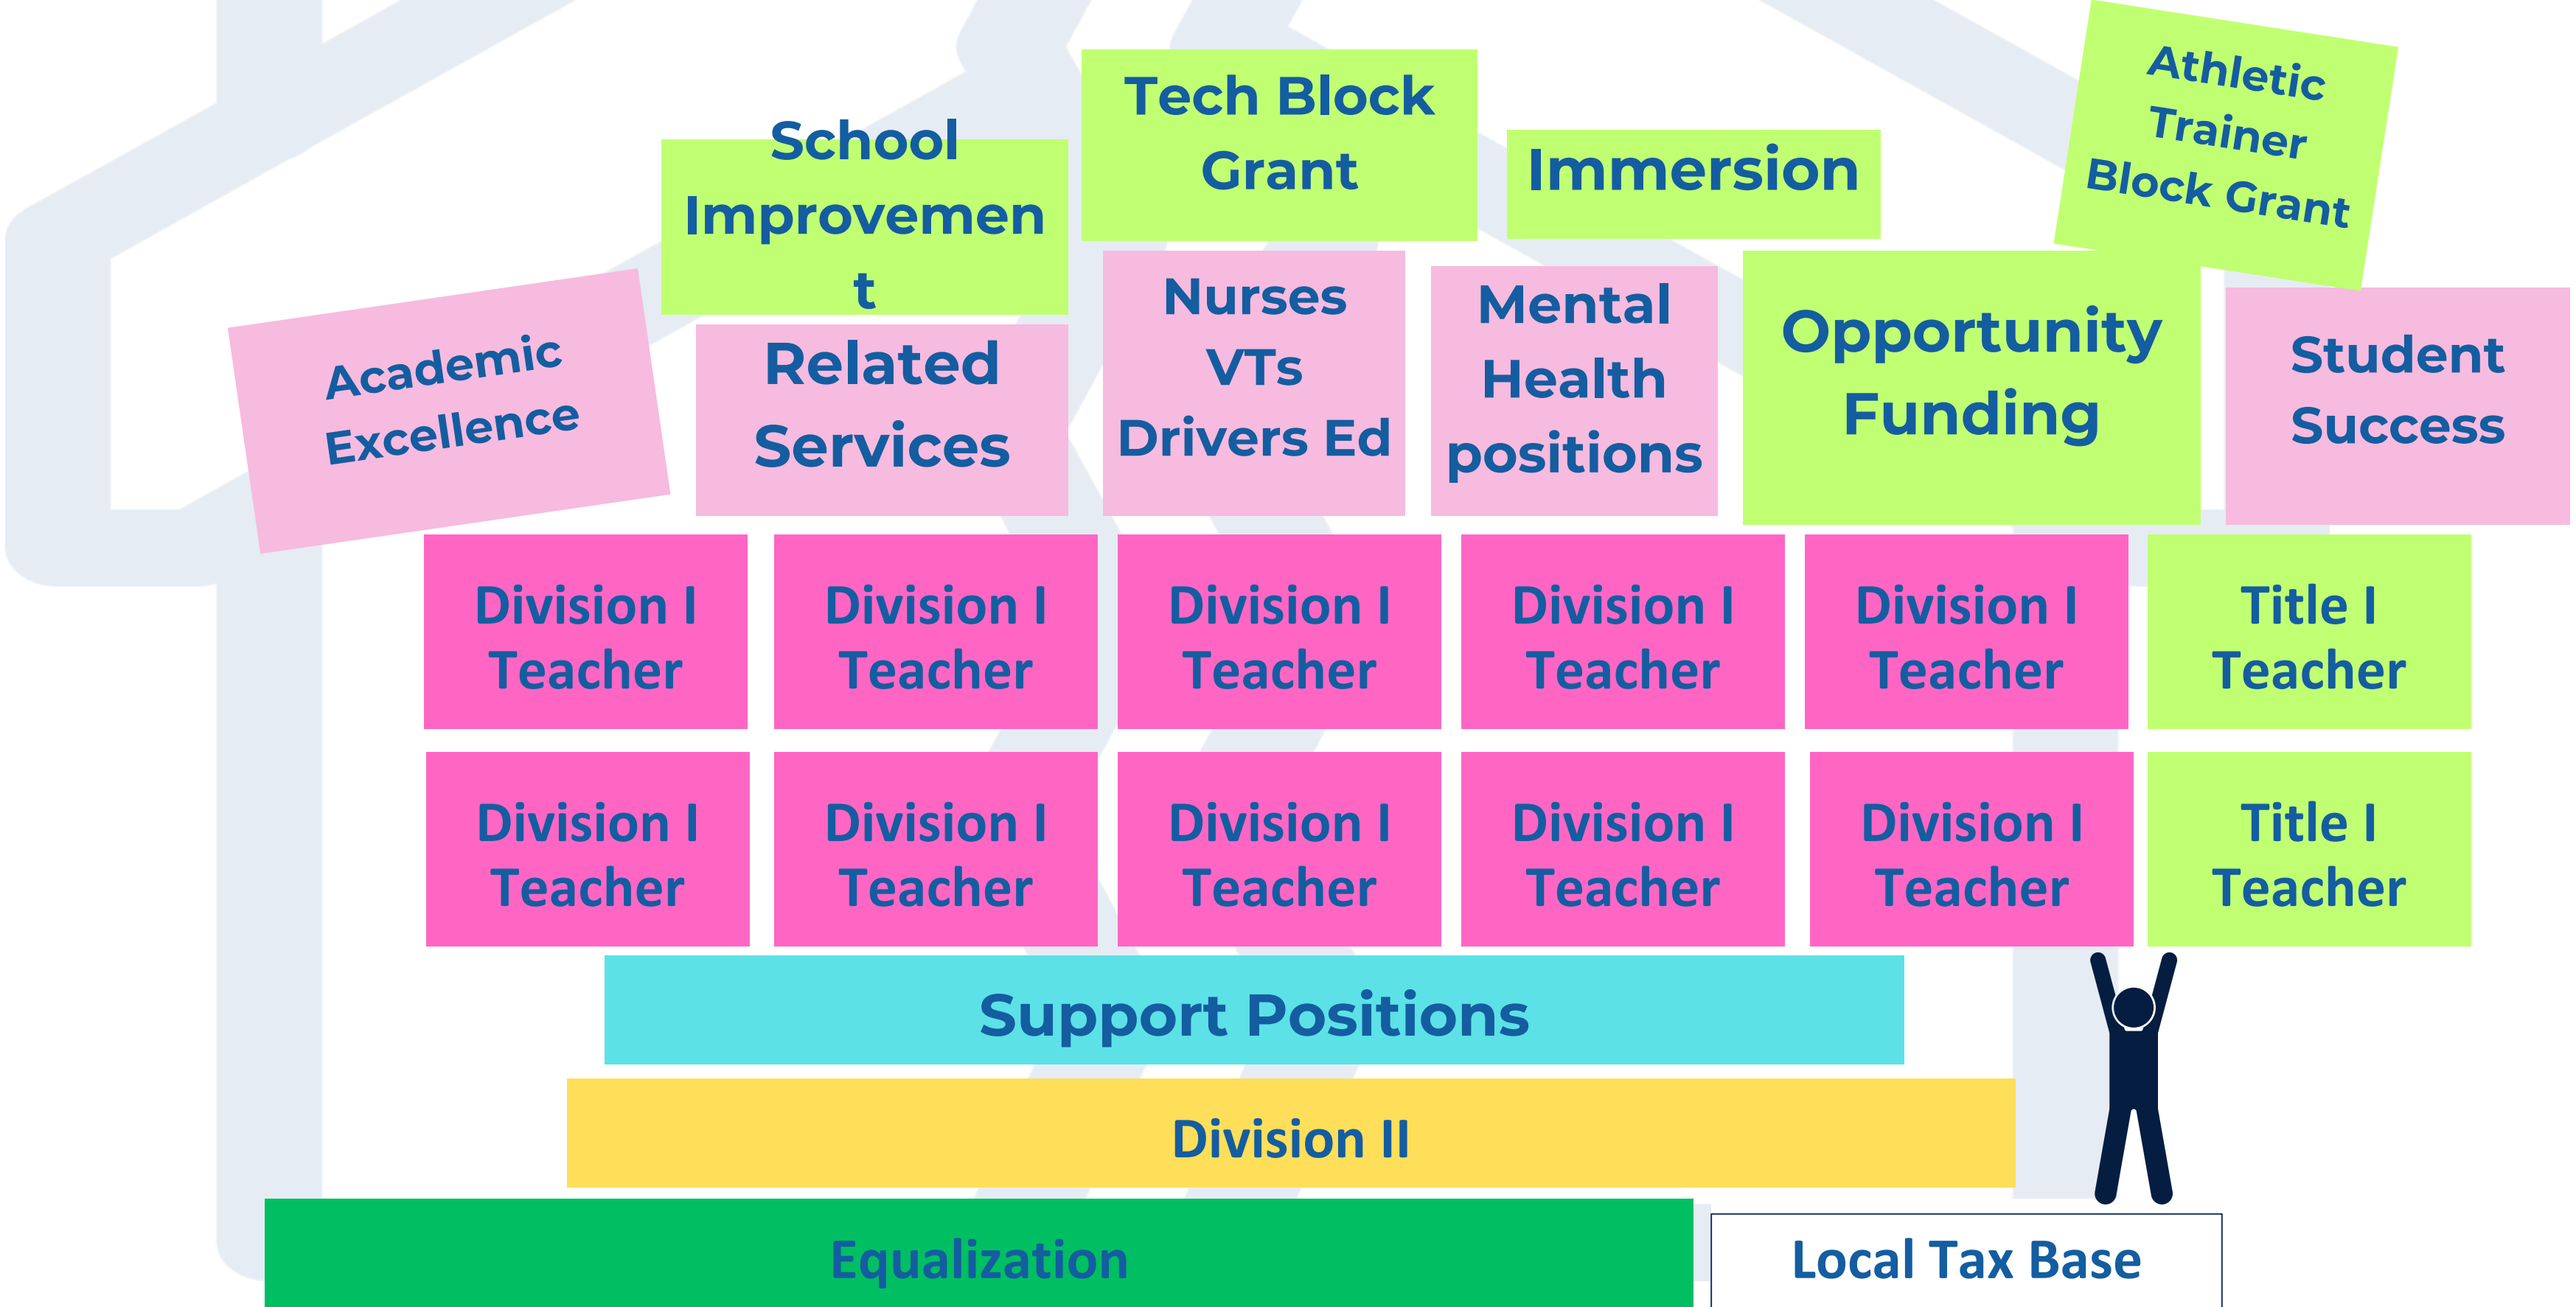 Athletic
Trainer
Block Grant
Tech Block
Grant
School
Improvemen
t
Immersion
Academic
Excellence
Related
Services
Nurses
VTs
Drivers Ed
Mental
Health
positions
Opportunity
Funding
Student
Success
Division I
Teacher
Division I
Teacher
Division I
Teacher
Division I
Teacher
Division I
Teacher
Title I
Teacher
Division I
Teacher
Division I
Teacher
Division I
Teacher
Division I
Teacher
Division I
Teacher
Title I
Teacher
Support Positions
Division II
Equalization
Local Tax Base